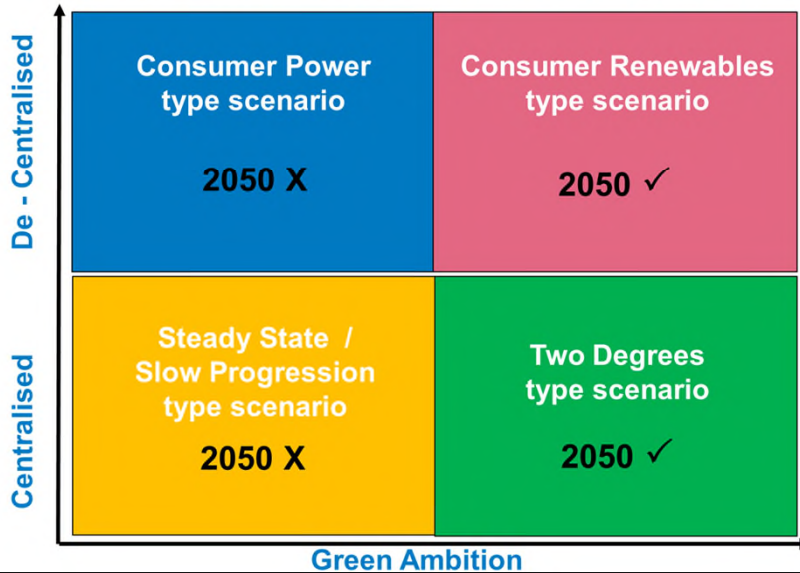 De - Centralised
Consumer Power
type scenario
2050 X
Consumer Renewables
type scenario
2050 ✓
Centralised
Steady State /
Slow Progression
type scenario
2050 X
Two Degrees
type scenario
2050 ✓
Green Ambition